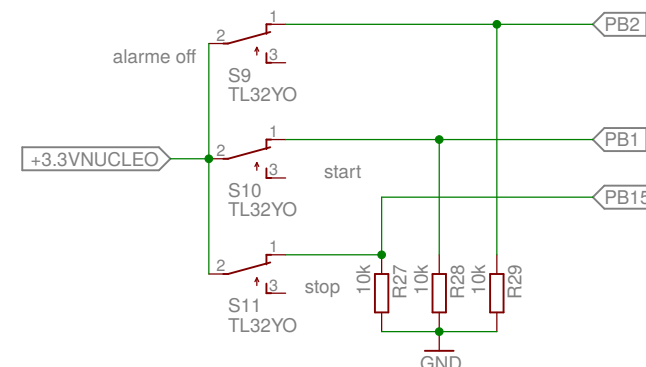 1
2
3
alarme off
S9
TL32YO
PB2
+3.3VNUCLEO
1
2
3
start
S10
TL32YO
PB1
PB15
1
2
3
stop
S11
TL32YO
10k
R27
10k
R28
10k
R29
GND